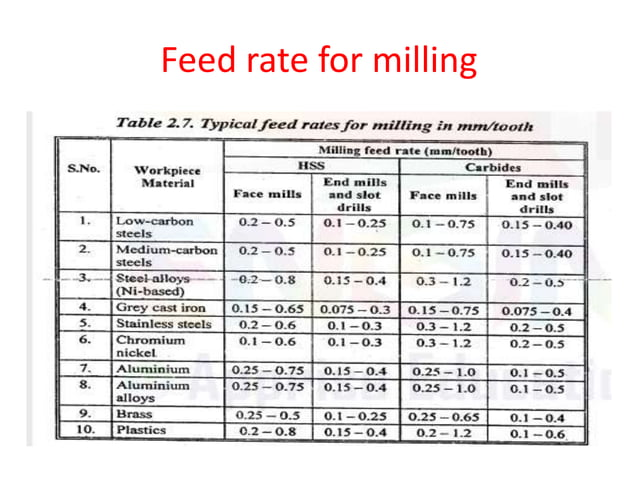 Feed rate for milling
Table 2.7. Typical feed rates for milling in mm/tooth
S.No. Workpiece Material Milling feed rate (mm/tooth)
HSS Carbides
Face mills End mills and slot drills Face mills End mills and slot drills
1. Low-carbon steels 0.2 – 0.5 0.1 – 0.25 0.1 – 0.75 0.15 – 0.40
2. Medium-carbon steels 0.2 – 0.5 0.1 – 0.25 0.1 – 0.75 0.15 – 0.40
3. Steel alloys (Ni-based) 0.2 – 0.8 0.15 – 0.4 0.3 – 1.2 0.2 – 0.5
4. Grey cast iron 0.15 – 0.65 0.075 – 0.3 0.15 – 0.75 0.075 – 0.4
5. Stainless steels 0.2 – 0.6 0.1 – 0.3 0.3 – 1.2 0.2 – 0.5
6. Chromium nickel 0.1 – 0.6 0.1 – 0.3 0.3 – 1.2 0.2 – 0.5
7. Aluminium 0.25 – 0.75 0.15 – 0.4 0.25 – 1.0 0.1 – 0.5
8. Aluminium alloys 0.25 – 0.75 0.15 – 0.4 0.25 – 1.0 0.1 – 0.5
9. Brass 0.25 – 0.5 0.1 – 0.25 0.25 – 0.65 0.1 – 0.4
10. Plastics 0.2 – 0.8 0.15 – 0.4 0.2 – 1.2 0.1 – 0.6